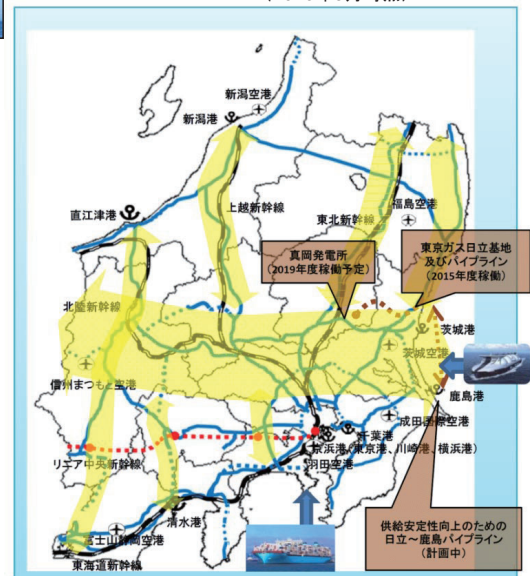 新潟空港
新潟港
直江津港
上越新幹線
東北新幹線
福島空港
真岡発電所
(2019年度稼働予定)
東京ガス日立基地
及びパイプライン
(2015年度稼働)
北陸新幹線
茨城港
茨城空港
信州まつもと空港
鹿島港
成田国際空港
千葉港
京浜港(東京港、川崎港、横浜港)
羽田空港
リニア中央新幹線
清水港
富士山静岡空港
東海道新幹線
供給安定性向上のための
日立~鹿島パイプライン
(計画中)